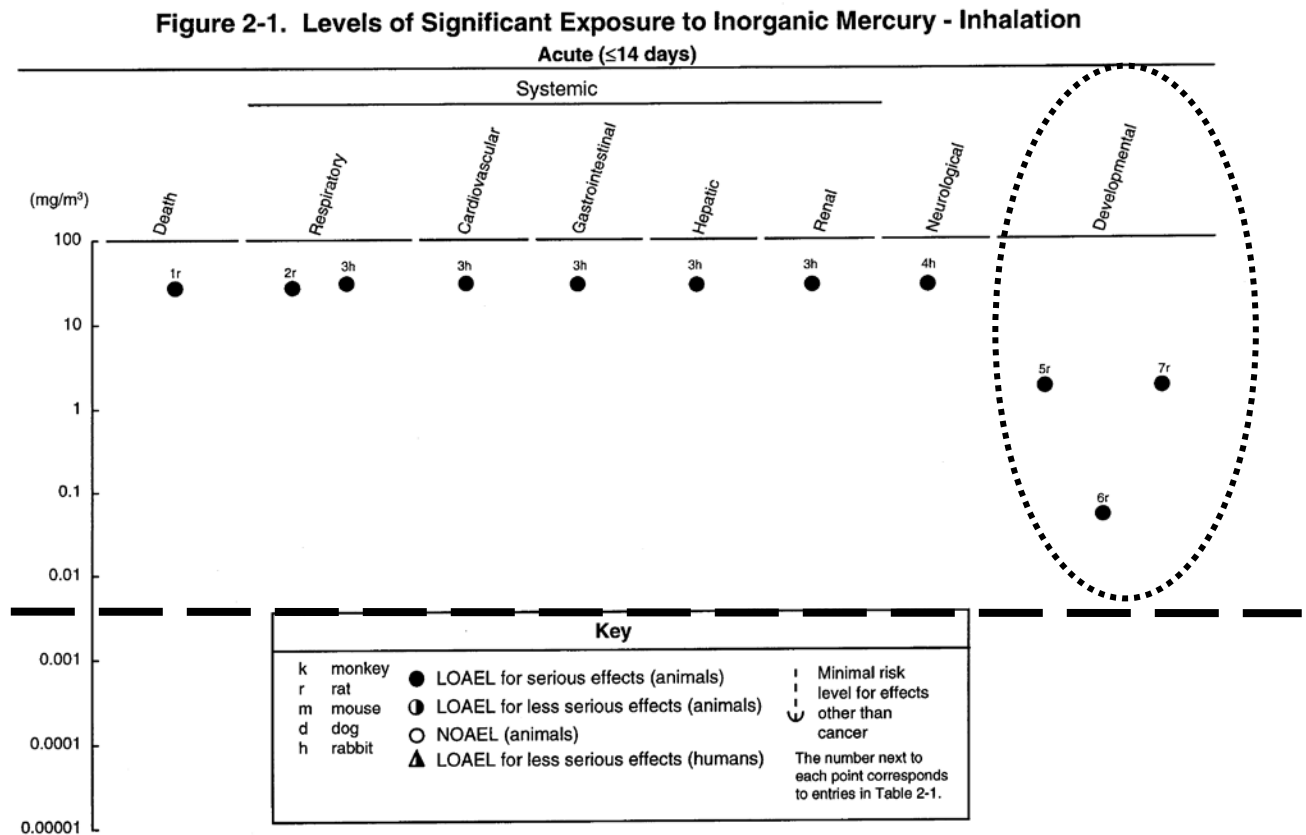 Figure 2-1. Levels of Significant Exposure to Inorganic Mercury - Inhalation
Acute (≤14 days)
Systemic
(mg/m³)
Death
Respiratory
Cardiovascular
Gastrointestinal
Hepatic
Renal
Neurological
Developmental
100
1r
2r
3h
3h
3h
3h
3h
4h
10
5r
7r
1
0.1
6r
0.01
0.001
0.0001
0.00001
Key
k monkey
r rat
m mouse
d dog
h rabbit
LOAEL for serious effects (animals)
LOAEL for less serious effects (animals)
NOAEL (animals)
LOAEL for less serious effects (humans)
Minimal risk
level for effects
other than
cancer
The number next to
each point corresponds
to entries in Table 2-1.